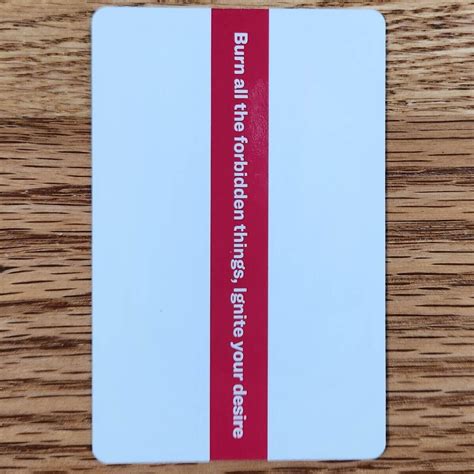 Burn all the forbidden things, Ignite your desire